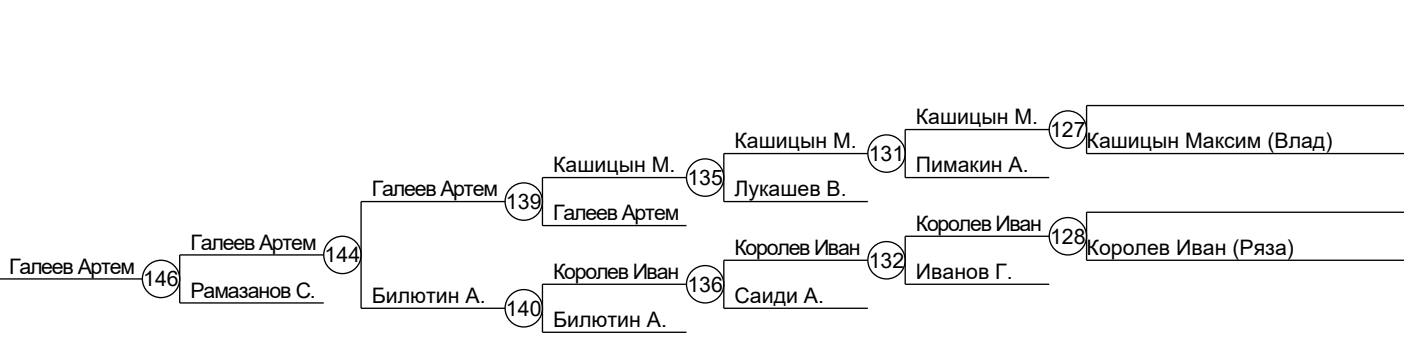 Кашицын М.
127
Кашицын Максим (Влад)
Кашицын М.
131
Пимакин А.
Кашицын М.
135
Лукашев В.
Галеев Артем
139
Галеев Артем
Королев Иван
128
Королев Иван (Ряза)
Королев Иван
132
Иванов Г.
Галеев Артем
144
Галеев Артем
146
Рамазанов С.
Королев Иван
136
Саиди А.
Билютин А.
140
Билютин А.